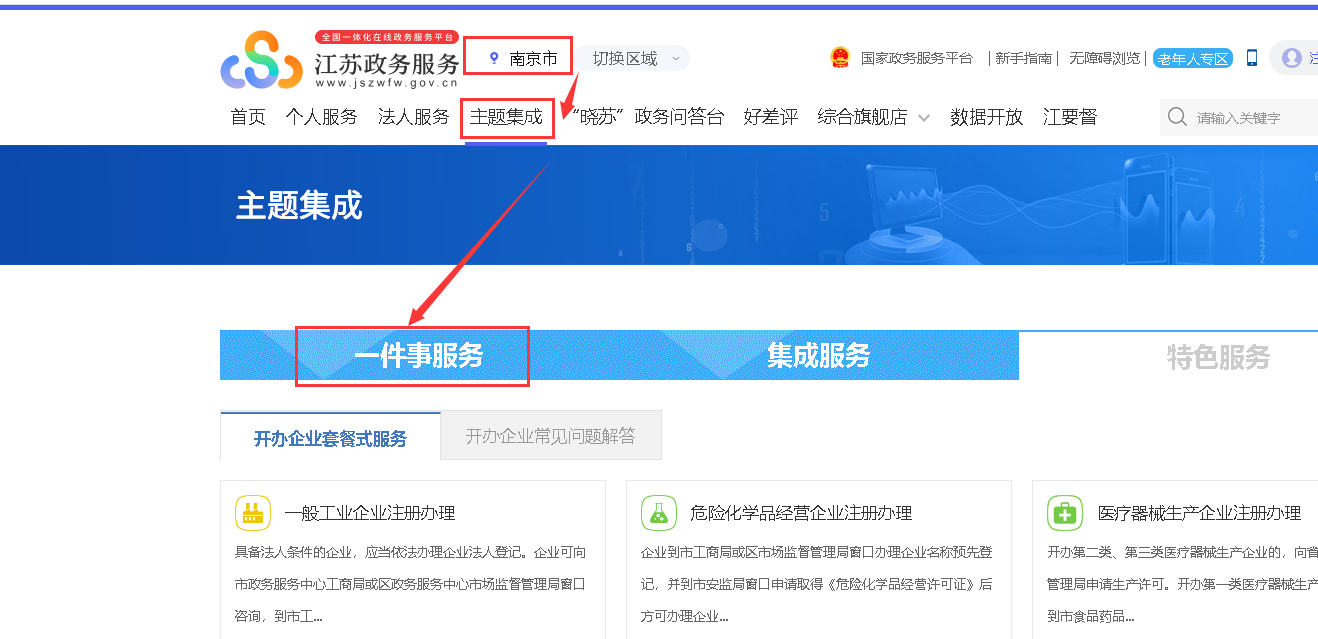 全国一体化在线政务服务平台
江苏政务服务
www.jszwfw.gov.cn
南京市
切换区域
国家政务服务平台
新手指南
无障碍浏览
老年人专区
首页 个人服务 法人服务 主题集成 “晓苏”政务问答台 好差评 综合旗舰店 数据开放 江要督
请输入关键字
主题集成
一件事服务
集成服务
特色服务
开办企业套餐式服务
开办企业常见问题解答
一般工业企业注册办理
具备法人条件的企业，应当依法办理企业法人登记。企业可向
市政务服务中心工商局或区政务服务中心市场监督管理局窗口
咨询，到市工...
危险化学品经营企业注册办理
企业到市工商局或区市场监督管理局窗口办理企业名称预先登
记，并到市安监局窗口申请取得《危险化学品经营许可证》后
方可办理企业...
医疗器械生产企业注册办理
开办第二类、第三类医疗器械生产企业的，向省
管理局申请生产许可。开办第一类医疗器械生产
到市食品药品...